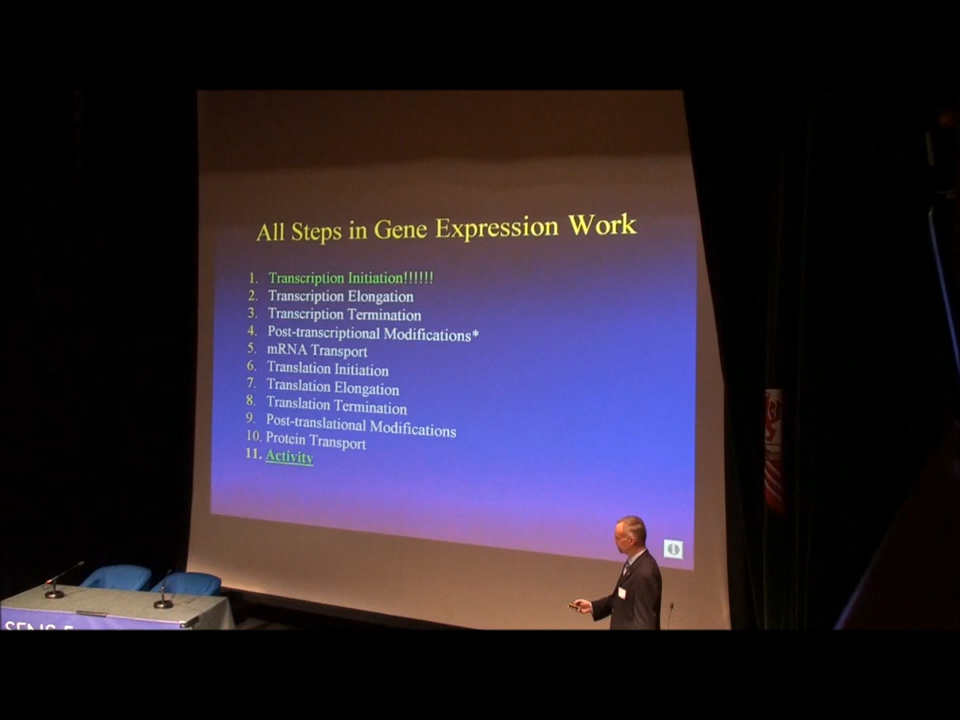 All Steps in Gene Expression Work
1. Transcription Initiation!!!!!!
2. Transcription Elongation
3. Transcription Termination
4. Post-transcriptional Modifications*
5. mRNA Transport
6. Translation Initiation
7. Translation Elongation
8. Translation Termination
9. Post-translational Modifications
10. Protein Transport
11. Activity